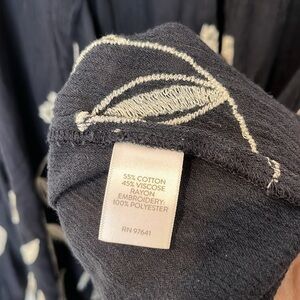 55% COTTON
45% VISCOSE
RAYON
EMBROIDERY:
100% POLYESTER
RN 97641